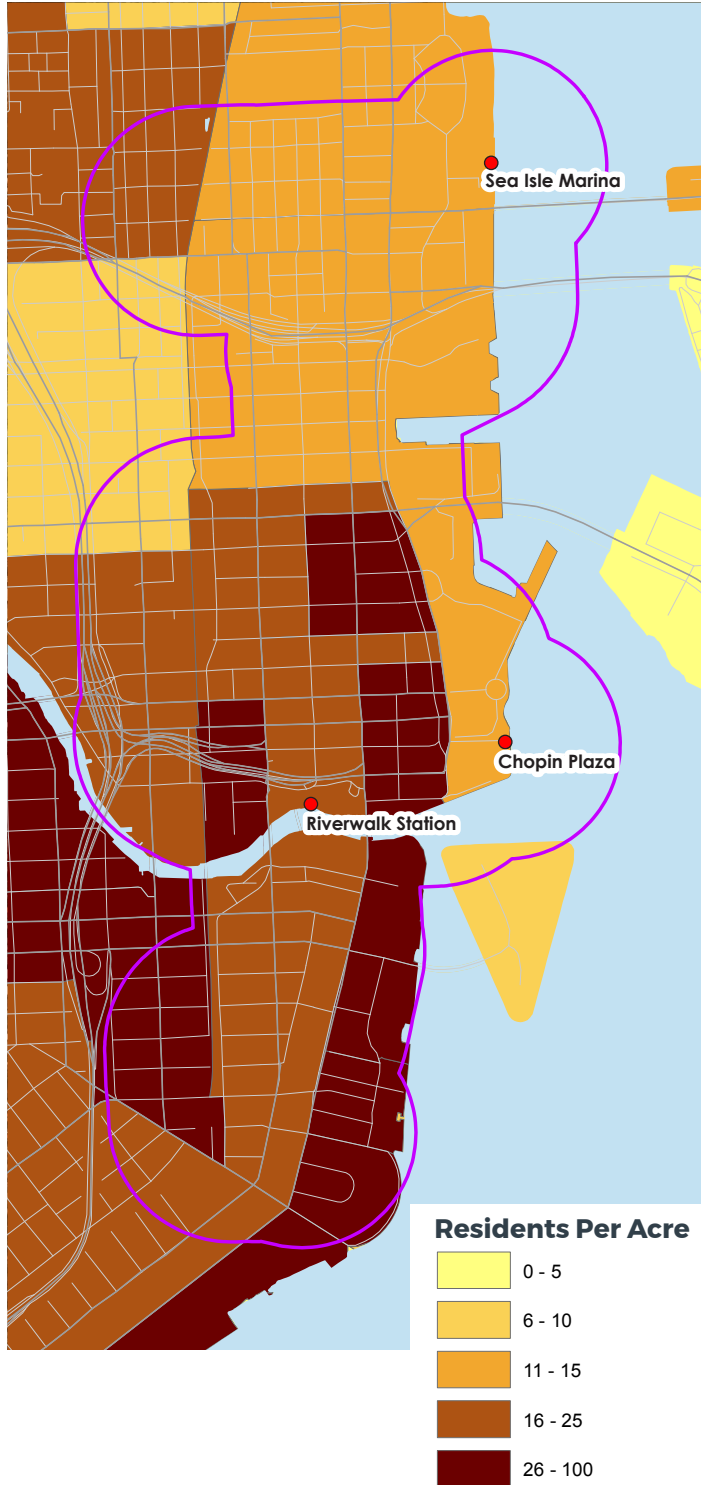 Sea Isle Marina
Chopin Plaza
Riverwalk Station
Residents Per Acre
0 - 5
6 - 10
11 - 15
16 - 25
26 - 100